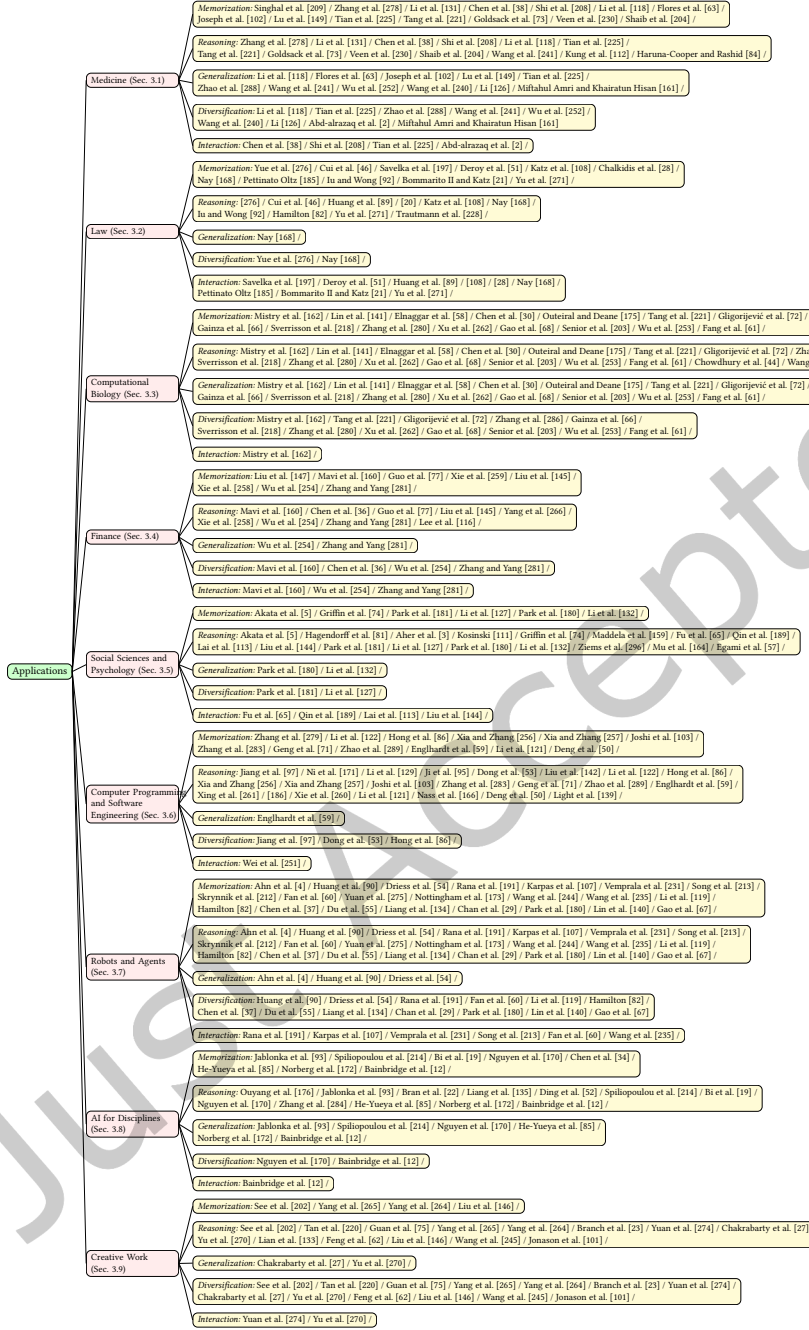 Memorization: Singhal et al. [209] / Zhang et al. [278] / Li et al. [131] / Chen et al. [38] / Shi et al. [208] / Li et al. [118] / Flores et al. [63] /
Joseph et al. [102] / Lu et al. [149] / Tian et al. [225] / Tang et al. [221] / Goldsack et al. [73] / Veen et al. [230] / Shaib et al. [204] /
Reasoning: Zhang et al. [278] / Li et al. [131] / Chen et al. [38] / Shi et al. [208] / Li et al. [118] / Tian et al. [225] /
Tang et al. [221] / Goldsack et al. [73] / Veen et al. [230] / Shaib et al. [204] / Wang et al. [241] / Kung et al. [112] / Haruna-Cooper and Rashid [84] /
Medicine (Sec. 3.1)
Generalization: Li et al. [118] / Flores et al. [63] / Joseph et al. [102] / Lu et al. [149] / Tian et al. [225] /
Zhao et al. [288] / Wang et al. [241] / Wu et al. [252] / Wang et al. [240] / Li [126] / Miftahul Amri and Khairatun Hisan [161] /
Diversification: Li et al. [118] / Tian et al. [225] / Zhao et al. [288] / Wang et al. [241] / Wu et al. [252] /
Wang et al. [240] / Li [126] / Abd-alrazaq et al. [2] / Miftahul Amri and Khairatun Hisan [161]
Interaction: Chen et al. [38] / Shi et al. [208] / Tian et al. [225] / Abd-alrazaq et al. [2] /
Memorization: Yue et al. [276] / Cui et al. [46] / Savelka et al. [197] / Deroy et al. [51] / Katz et al. [108] / Chalkidis et al. [28] /
Nay [168] / Pettinato Oltz [185] / Iu and Wong [92] / Bommarito II and Katz [21] / Yu et al. [271] /
Reasoning: [276] / Cui et al. [46] / Huang et al. [89] / [20] / Katz et al. [108] / Nay [168] /
Iu and Wong [92] / Hamilton [82] / Yu et al. [271] / Trautmann et al. [228] /
Law (Sec. 3.2)
Generalization: Nay [168] /
Diversification: Yue et al. [276] / Nay [168] /
Interaction: Savelka et al. [197] / Deroy et al. [51] / Huang et al. [89] / [108] / [28] / Nay [168] /
Pettinato Oltz [185] / Bommarito II and Katz [21] / Yu et al. [271] /
Memorization: Mistry et al. [162] / Lin et al. [141] / Elnaggar et al. [58] / Chen et al. [30] / Outeiral and Deane [175] / Tang et al. [221] / Gligorijević et al. [72] /
Gainza et al. [66] / Sverrisson et al. [218] / Zhang et al. [280] / Xu et al. [262] / Gao et al. [68] / Senior et al. [203] / Wu et al. [253] / Fang et al. [61] /
Reasoning: Mistry et al. [162] / Lin et al. [141] / Elnaggar et al. [58] / Chen et al. [30] / Outeiral and Deane [175] / Tang et al. [221] / Gligorijević et al. [72] / Zha
Sverrisson et al. [218] / Zhang et al. [280] / Xu et al. [262] / Gao et al. [68] / Senior et al. [203] / Wu et al. [253] / Fang et al. [61] / Chowdhury et al. [44] / Wang
Computational
Biology (Sec. 3.3)
Generalization: Mistry et al. [162] / Lin et al. [141] / Elnaggar et al. [58] / Chen et al. [30] / Outeiral and Deane [175] / Tang et al. [221] / Gligorijević et al. [72] /
Gainza et al. [66] / Sverrisson et al. [218] / Zhang et al. [280] / Xu et al. [262] / Gao et al. [68] / Senior et al. [203] / Wu et al. [253] / Fang et al. [61] /
Diversification: Mistry et al. [162] / Tang et al. [221] / Gligorijević et al. [72] / Zhang et al. [286] / Gainza et al. [66] /
Sverrisson et al. [218] / Zhang et al. [280] / Xu et al. [262] / Gao et al. [68] / Senior et al. [203] / Wu et al. [253] / Fang et al. [61] /
Interaction: Mistry et al. [162] /
Memorization: Liu et al. [147] / Mavi et al. [160] / Guo et al. [77] / Xie et al. [259] / Liu et al. [145] /
Xie et al. [258] / Wu et al. [254] / Zhang and Yang [281] /
Reasoning: Mavi et al. [160] / Chen et al. [36] / Guo et al. [77] / Liu et al. [145] / Yang et al. [266] /
Xie et al. [258] / Wu et al. [254] / Zhang and Yang [281] / Lee et al. [116] /
Finance (Sec. 3.4)
Generalization: Wu et al. [254] / Zhang and Yang [281] /
Diversification: Mavi et al. [160] / Chen et al. [36] / Wu et al. [254] / Zhang and Yang [281] /
Interaction: Mavi et al. [160] / Wu et al. [254] / Zhang and Yang [281] /
Memorization: Akata et al. [5] / Griffin et al. [74] / Park et al. [181] / Li et al. [127] / Park et al. [180] / Li et al. [132] /
Reasoning: Akata et al. [5] / Hagendorff et al. [81] / Aher et al. [3] / Kosinski [111] / Griffin et al. [74] / Maddela et al. [159] / Fu et al. [65] / Qin et al. [189] /
Lai et al. [113] / Liu et al. [144] / Park et al. [181] / Li et al. [127] / Park et al. [180] / Li et al. [132] / Ziems et al. [296] / Mu et al. [164] / Egami et al. [57] /
Applications
Social Sciences and
Psychology (Sec. 3.5)
Generalization: Park et al. [180] / Li et al. [132] /
Diversification: Park et al. [181] / Li et al. [127] /
Interaction: Fu et al. [65] / Qin et al. [189] / Lai et al. [113] / Liu et al. [144] /
Memorization: Zhang et al. [279] / Li et al. [122] / Hong et al. [86] / Xia and Zhang [256] / Xia and Zhang [257] / Joshi et al. [103] /
Zhang et al. [283] / Geng et al. [71] / Zhao et al. [289] / Englhardt et al. [59] / Li et al. [121] / Deng et al. [50] /
Reasoning: Jiang et al. [97] / Ni et al. [171] / Li et al. [129] / Ji et al. [95] / Dong et al. [53] / Liu et al. [142] / Li et al. [122] / Hong et al. [86] /
Xia and Zhang [256] / Xia and Zhang [257] / Joshi et al. [103] / Zhang et al. [283] / Geng et al. [71] / Zhao et al. [289] / Englhardt et al. [59] /
Xing et al. [261] / [186] / Xie et al. [260] / Li et al. [121] / Nass et al. [166] / Deng et al. [50] / Light et al. [139] /
Computer Programming
and Software
Engineering (Sec. 3.6)
Generalization: Englhardt et al. [59] /
Diversification: Jiang et al. [97] / Dong et al. [53] / Hong et al. [86] /
Interaction: Wei et al. [251] /
Memorization: Ahn et al. [4] / Huang et al. [90] / Driess et al. [54] / Rana et al. [191] / Karpas et al. [107] / Vemprala et al. [231] / Song et al. [213] /
Skrynnik et al. [212] / Fan et al. [60] / Yuan et al. [275] / Nottingham et al. [173] / Wang et al. [244] / Wang et al. [235] / Li et al. [119] /
Hamilton [82] / Chen et al. [37] / Du et al. [55] / Liang et al. [134] / Chan et al. [29] / Park et al. [180] / Lin et al. [140] / Gao et al. [67] /
Reasoning: Ahn et al. [4] / Huang et al. [90] / Driess et al. [54] / Rana et al. [191] / Karpas et al. [107] / Vemprala et al. [231] / Song et al. [213] /
Skrynnik et al. [212] / Fan et al. [60] / Yuan et al. [275] / Nottingham et al. [173] / Wang et al. [244] / Wang et al. [235] / Li et al. [119] /
Hamilton [82] / Chen et al. [37] / Du et al. [55] / Liang et al. [134] / Chan et al. [29] / Park et al. [180] / Lin et al. [140] / Gao et al. [67] /
Robots and Agents
(Sec. 3.7)
Generalization: Ahn et al. [4] / Huang et al. [90] / Driess et al. [54] /
Diversification: Huang et al. [90] / Driess et al. [54] / Rana et al. [191] / Fan et al. [60] / Li et al. [119] / Hamilton [82] /
Chen et al. [37] / Du et al. [55] / Liang et al. [134] / Chan et al. [29] / Park et al. [180] / Lin et al. [140] / Gao et al. [67]
Interaction: Rana et al. [191] / Karpas et al. [107] / Vemprala et al. [231] / Song et al. [213] / Fan et al. [60] / Wang et al. [235] /
Memorization: Jablonka et al. [93] / Spiliopoulou et al. [214] / Bi et al. [19] / Nguyen et al. [170] / Chen et al. [34] /
He-Yueya et al. [85] / Norberg et al. [172] / Bainbridge et al. [12] /
Reasoning: Ouyang et al. [176] / Jablonka et al. [93] / Bran et al. [22] / Liang et al. [135] / Ding et al. [52] / Spiliopoulou et al. [214] / Bi et al. [19] /
Nguyen et al. [170] / Zhang et al. [284] / He-Yueya et al. [85] / Norberg et al. [172] / Bainbridge et al. [12] /
AI for Disciplines
(Sec. 3.8)
Generalization: Jablonka et al. [93] / Spiliopoulou et al. [214] / Nguyen et al. [170] / He-Yueya et al. [85] /
Norberg et al. [172] / Bainbridge et al. [12] /
Diversification: Nguyen et al. [170] / Bainbridge et al. [12] /
Interaction: Bainbridge et al. [12] /
Memorization: See et al. [202] / Yang et al. [265] / Yang et al. [264] / Liu et al. [146] /
Reasoning: See et al. [202] / Tan et al. [220] / Guan et al. [75] / Yang et al. [265] / Yang et al. [264] / Branch et al. [23] / Yuan et al. [274] / Chakrabarty et al. [27]
Yu et al. [270] / Lian et al. [133] / Feng et al. [62] / Liu et al. [146] / Wang et al. [245] / Jonason et al. [101] /
Creative Work
(Sec. 3.9)
Generalization: Chakrabarty et al. [27] / Yu et al. [270] /
Diversification: See et al. [202] / Tan et al. [220] / Guan et al. [75] / Yang et al. [265] / Yang et al. [264] / Branch et al. [23] / Yuan et al. [274] /
Chakrabarty et al. [27] / Yu et al. [270] / Feng et al. [62] / Liu et al. [146] / Wang et al. [245] / Jonason et al. [101] /
Interaction: Yuan et al. [274] / Yu et al. [270] /
Just Accepte